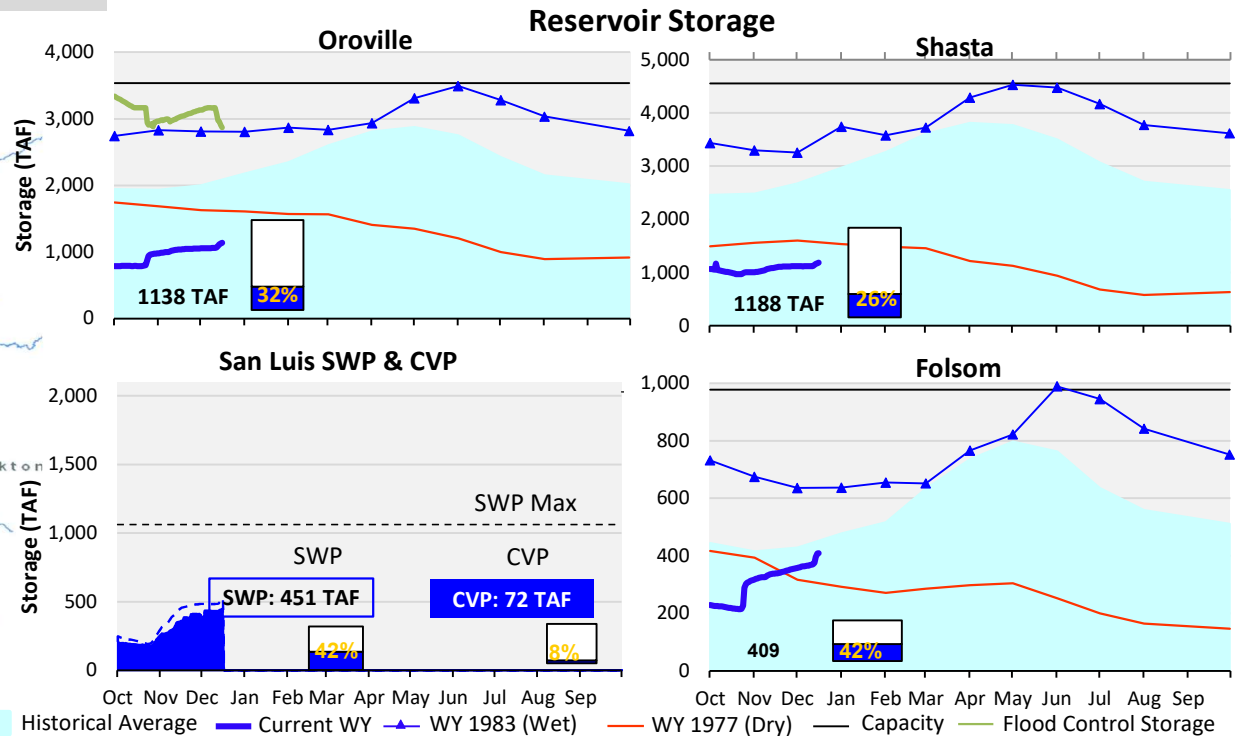 Reservoir Storage
Oroville
Storage (TAF)
4,000
3,000
2,000
1,000
0
1138 TAF
32%
Shasta
5,000
4,000
3,000
2,000
1,000
0
1188 TAF
26%
San Luis SWP & CVP
Storage (TAF)
2,000
1,500
1,000
500
0
SWP Max
SWP
CVP
SWP: 451 TAF
CVP: 72 TAF
42%
8%
Oct Nov Dec Jan Feb Mar Apr May Jun Jul Aug Sep
Folsom
1,000
800
600
400
200
0
409
42%
Oct Nov Dec Jan Feb Mar Apr May Jun Jul Aug Sep
Historical Average Current WY WY 1983 (Wet) WY 1977 (Dry) Capacity Flood Control Storage
kton